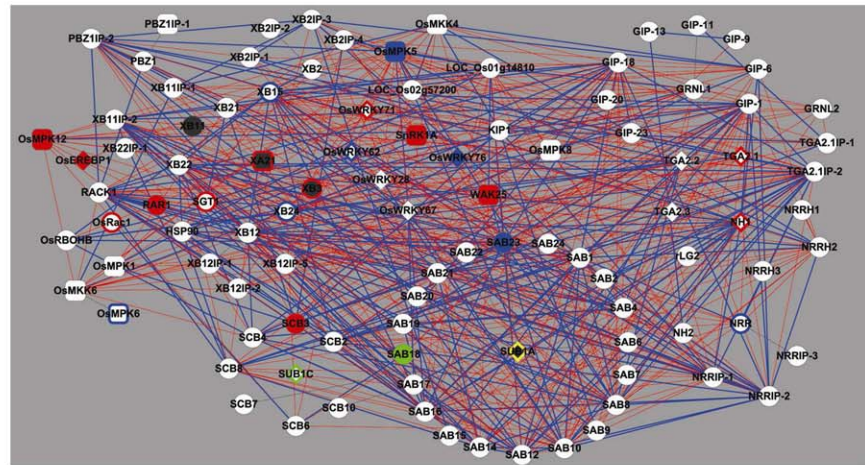 PBZ1IP-1
XB2IP-2
XB2IP-3
OsMKK4
GIP-13
GIP-11
PBZ1IP-2
XB2IP-4
OsMPK5
GIP-9
PBZ1
XB2IP-1
XB2
LOC_Os01g14810
GIP-18
GIP-6
XB11IP-1
XB15
LOC_Os02g57200
GIP-20
GRNL1
GIP-1
GRNL2
XB11IP-2
XB21
OsWRKY71
KIP1
GIP-23
XB11
SnRK1A
OsMPK12
XB22IP-1
OsWRKY62
OsMPK8
TGA2.1IP-1
OsEREBP1
XB22
XA21
OsWRKY76
TGA2.2
TGA2.1
TGA2.1IP-2
RACK1
XB3
OsWRKY28
RAR1
SGT1
WAK25
OsRac1
XB24
OsWRKY67
TGA2.3
NRRH1
HSP90
XB12
NH1
OsRBOHB
SAB23
SAB24
NRRH2
OsMPK1
XB12IP-1
XB12IP-5
SAB22
SAB1
rLG2
NRRH3
OsMKK6
XB12IP-2
SAB21
SAB2
OsMPK6
SAB20
SAB4
SCB3
SAB19
NRR
SCB4
SCB2
SAB6
NH2
SAB18
SUB1A
NRRIP-3
SCB8
SUB1C
SAB7
NRRIP-1
SAB17
SCB7
SCB10
SAB16
SAB8
NRRIP-2
SCB6
SAB15
SAB9
SAB14
SAB12
SAB10